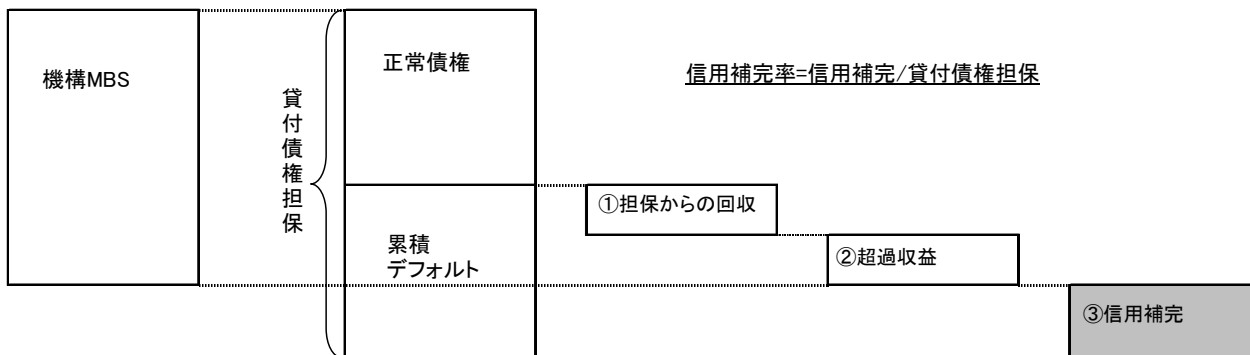 機構MBS
貸付債権担保
正常債権
累積
デフォルト
信用補完率=信用補完/貸付債権担保
①担保からの回収
②超過収益
③信用補完